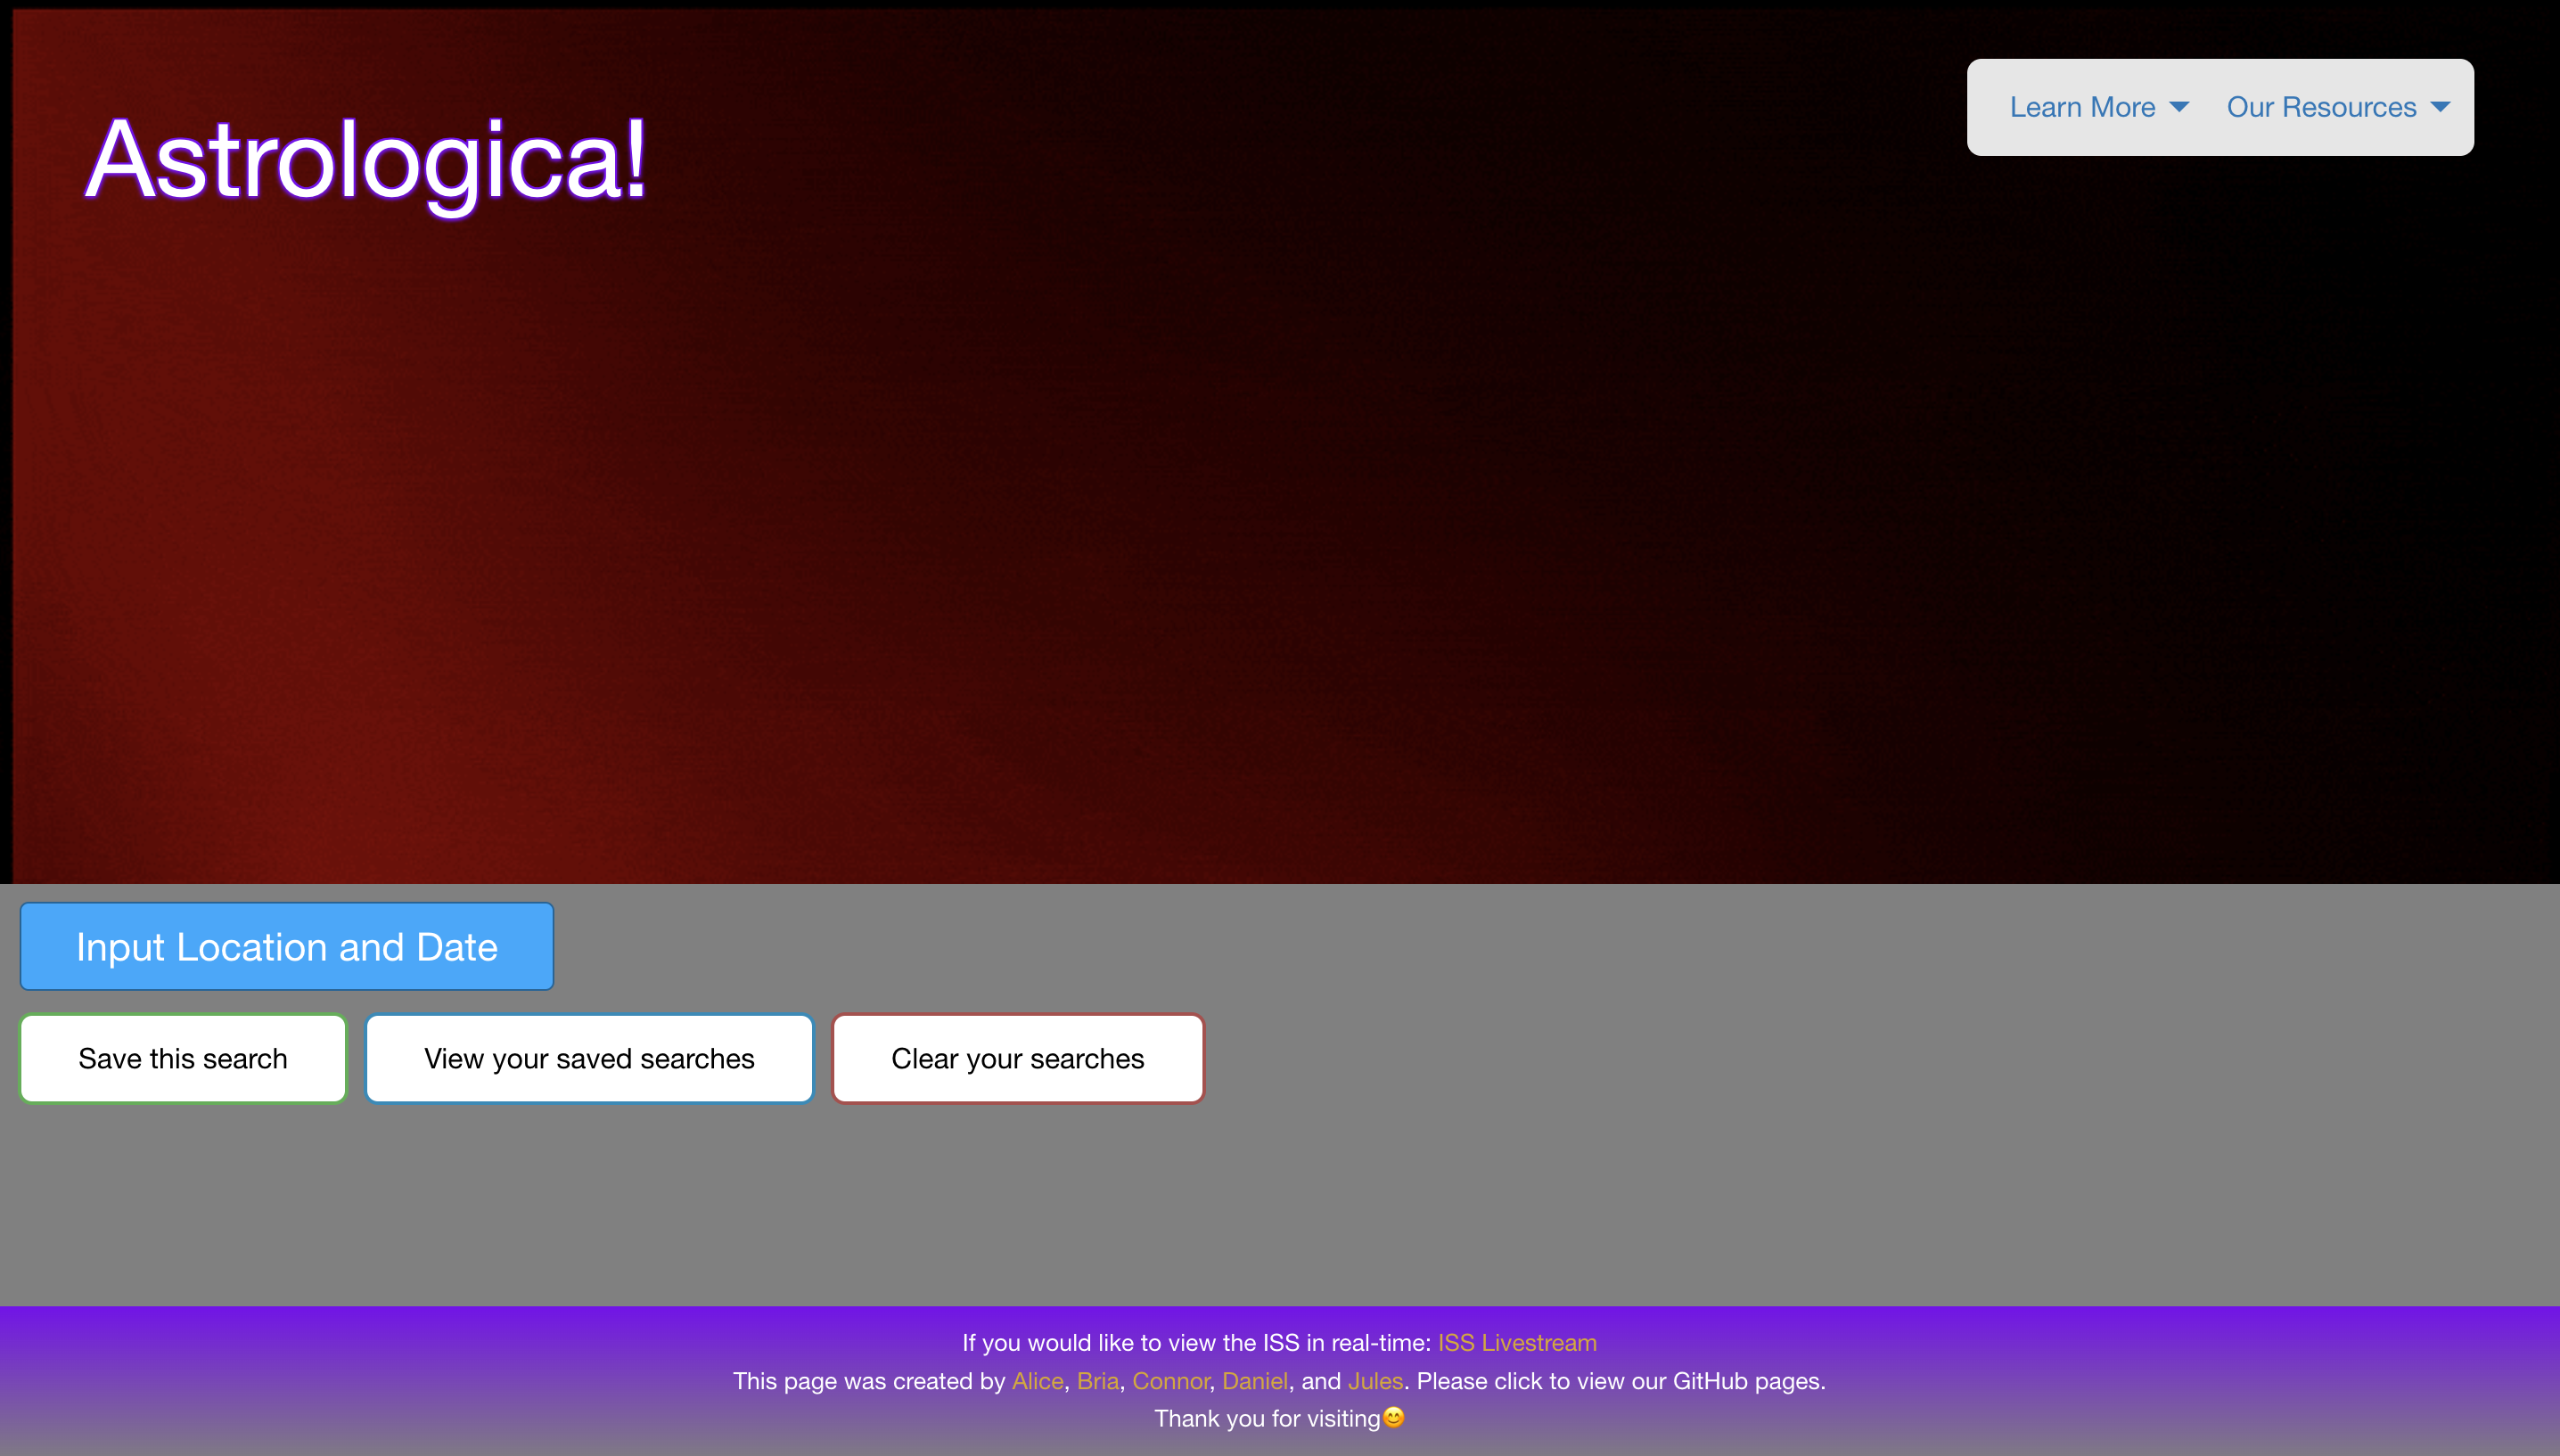 Astrologica!
Learn More
Our Resources
Input Location and Date
Save this search
View your saved searches
Clear your searches
If you would like to view the ISS in real-time: ISS Livestream
This page was created by Alice, Bria, Connor, Daniel, and Jules. Please click to view our GitHub pages.
Thank you for visiting😊